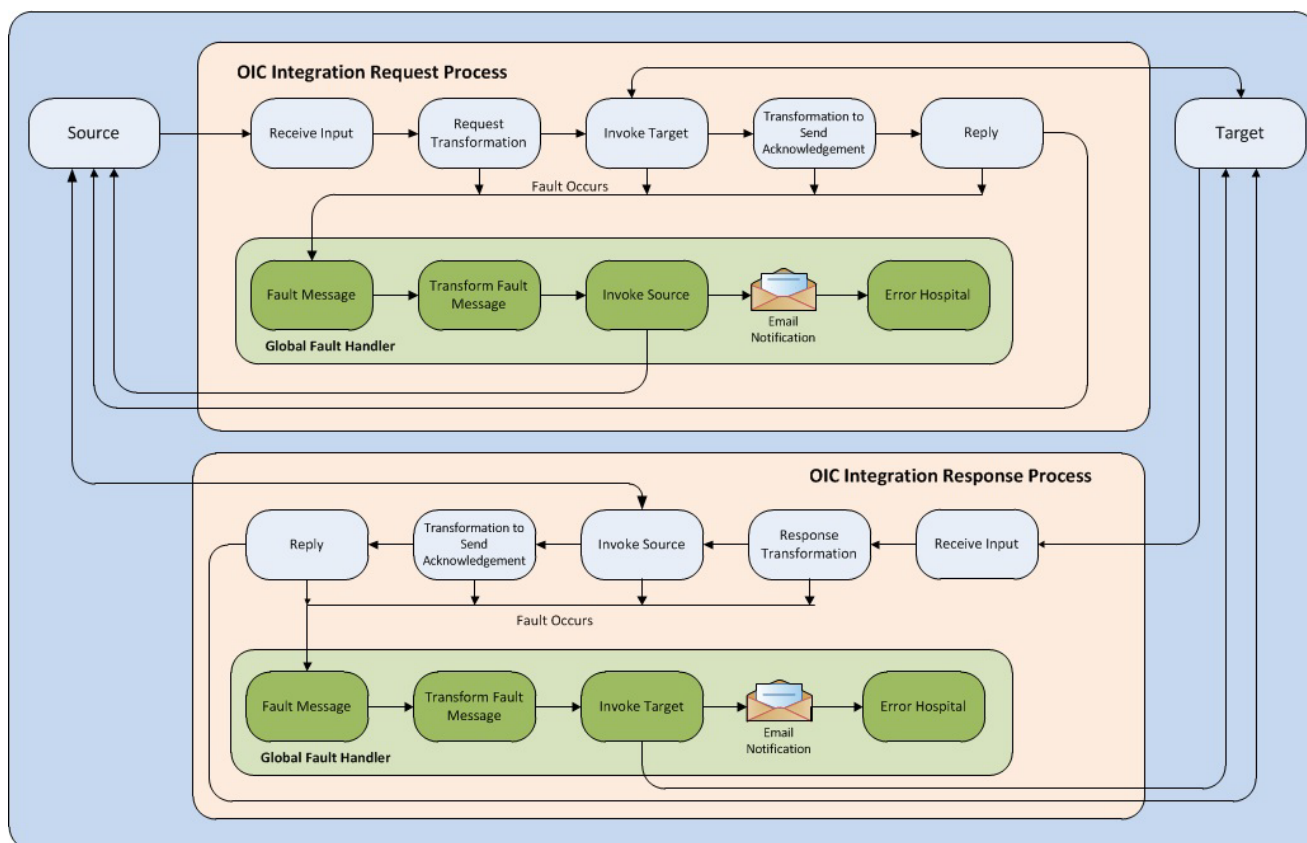 OIC Integration Request Process
Source
Receive Input
Request
Transformation
Invoke Target
Transformation to
Send
Acknowledgement
Reply
Target
Fault Occurs
Fault Message
Transform Fault
Message
Invoke Source
Email
Notification
Error Hospital
Global Fault Handler
OIC Integration Response Process
Reply
Transformation to
Send
Acknowledgement
Invoke Source
Response
Transformation
Receive Input
Fault Occurs
Fault Message
Transform Fault
Message
Invoke Target
Email
Notification
Error Hospital
Global Fault Handler